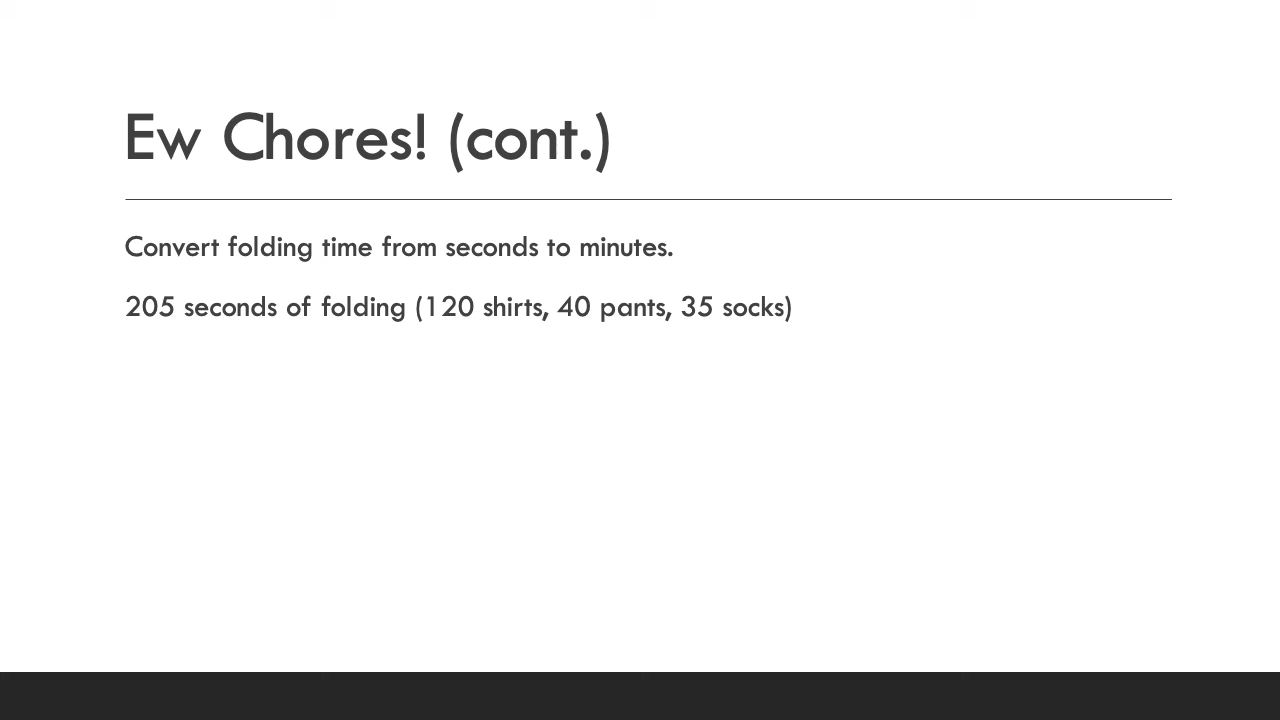 Ew Chores! (cont.)
Convert folding time from seconds to minutes.
205 seconds of folding (120 shirts, 40 pants, 35 socks)